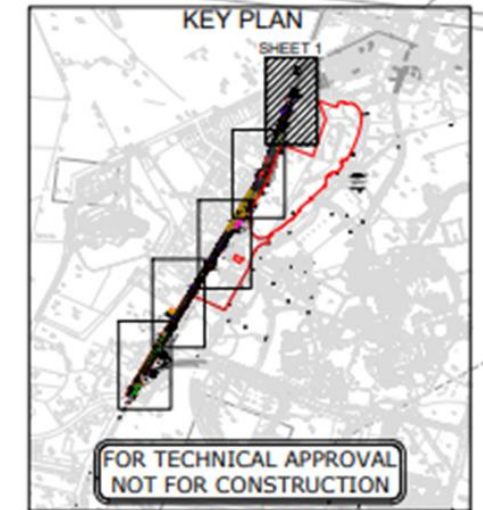 KEY PLAN
SHEET 1
FOR TECHNICAL APPROVAL
NOT FOR CONSTRUCTION